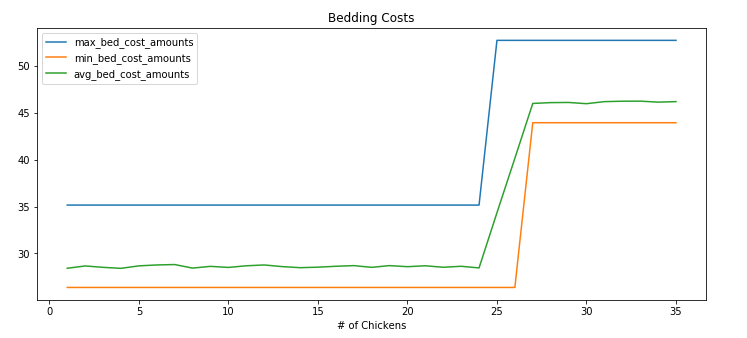 Bedding Costs
max_bed_cost_amounts
min_bed_cost_amounts
avg_bed_cost_amounts
50
45
40
35
30
0 5 10 15 20 25 30 35
# of Chickens